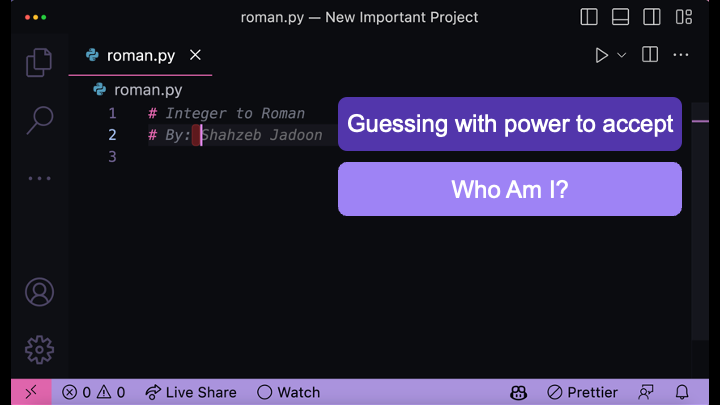 roman.py — New Important Project
roman.py
roman.py
1 # Integer to Roman
2 # By: Shahzeb Jadoon
3
Guessing with power to accept
Who Am I?
0 0 Live Share Watch Prettier